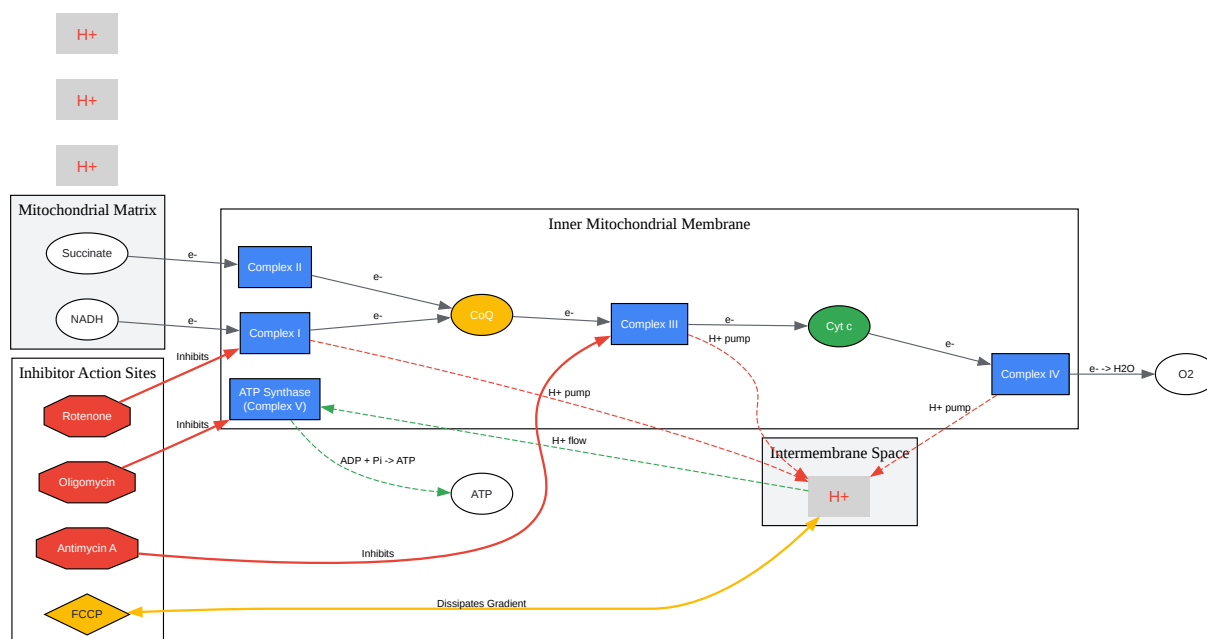 H+
H+
H+
Mitochondrial Matrix
Succinate
NADH
Inner Mitochondrial Membrane
e-
Complex II
e-
e-
Complex I
e-
CoQ
e-
Complex III
e-
Cyt c
e-
Complex IV
e- -> H2O
O2
H+ pump
H+ pump
H+ pump
ATP Synthase
(Complex V)
H+ flow
ADP + Pi -> ATP
ATP
Intermembrane Space
H+
Inhibitor Action Sites
Inhibits
Rotenone
Inhibits
Oligomycin
Antimycin A
Inhibits
FCCP
Dissipates Gradient